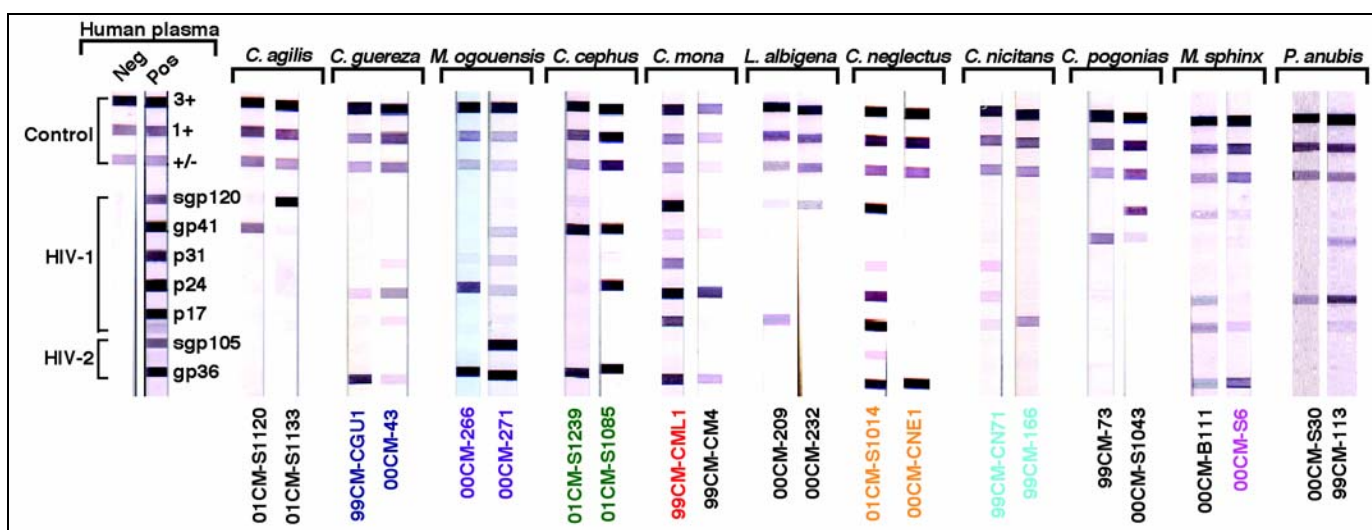 Human plasma
Neg Pos
C. agilis
C. guereza
M. ogouensis
C. cephus
C. mona
L. albigena
C. neglectus
C. nicitans
C. pogonias
M. sphinx
P. anubis
Control
3+
1+
+/-
HIV-1
sgp120
gp41
p31
p24
p17
HIV-2
sgp105
gp36
01CM-S1120
01CM-S1133
99CM-CGU1
00CM-43
00CM-266
00CM-271
01CM-S1239
01CM-S1085
99CM-CML1
99CM-CM4
00CM-209
00CM-232
01CM-S1014
00CM-CNE1
99CM-CN71
99CM-166
99CM-73
00CM-S1043
00CM-B111
00CM-S6
00CM-S30
99CM-113